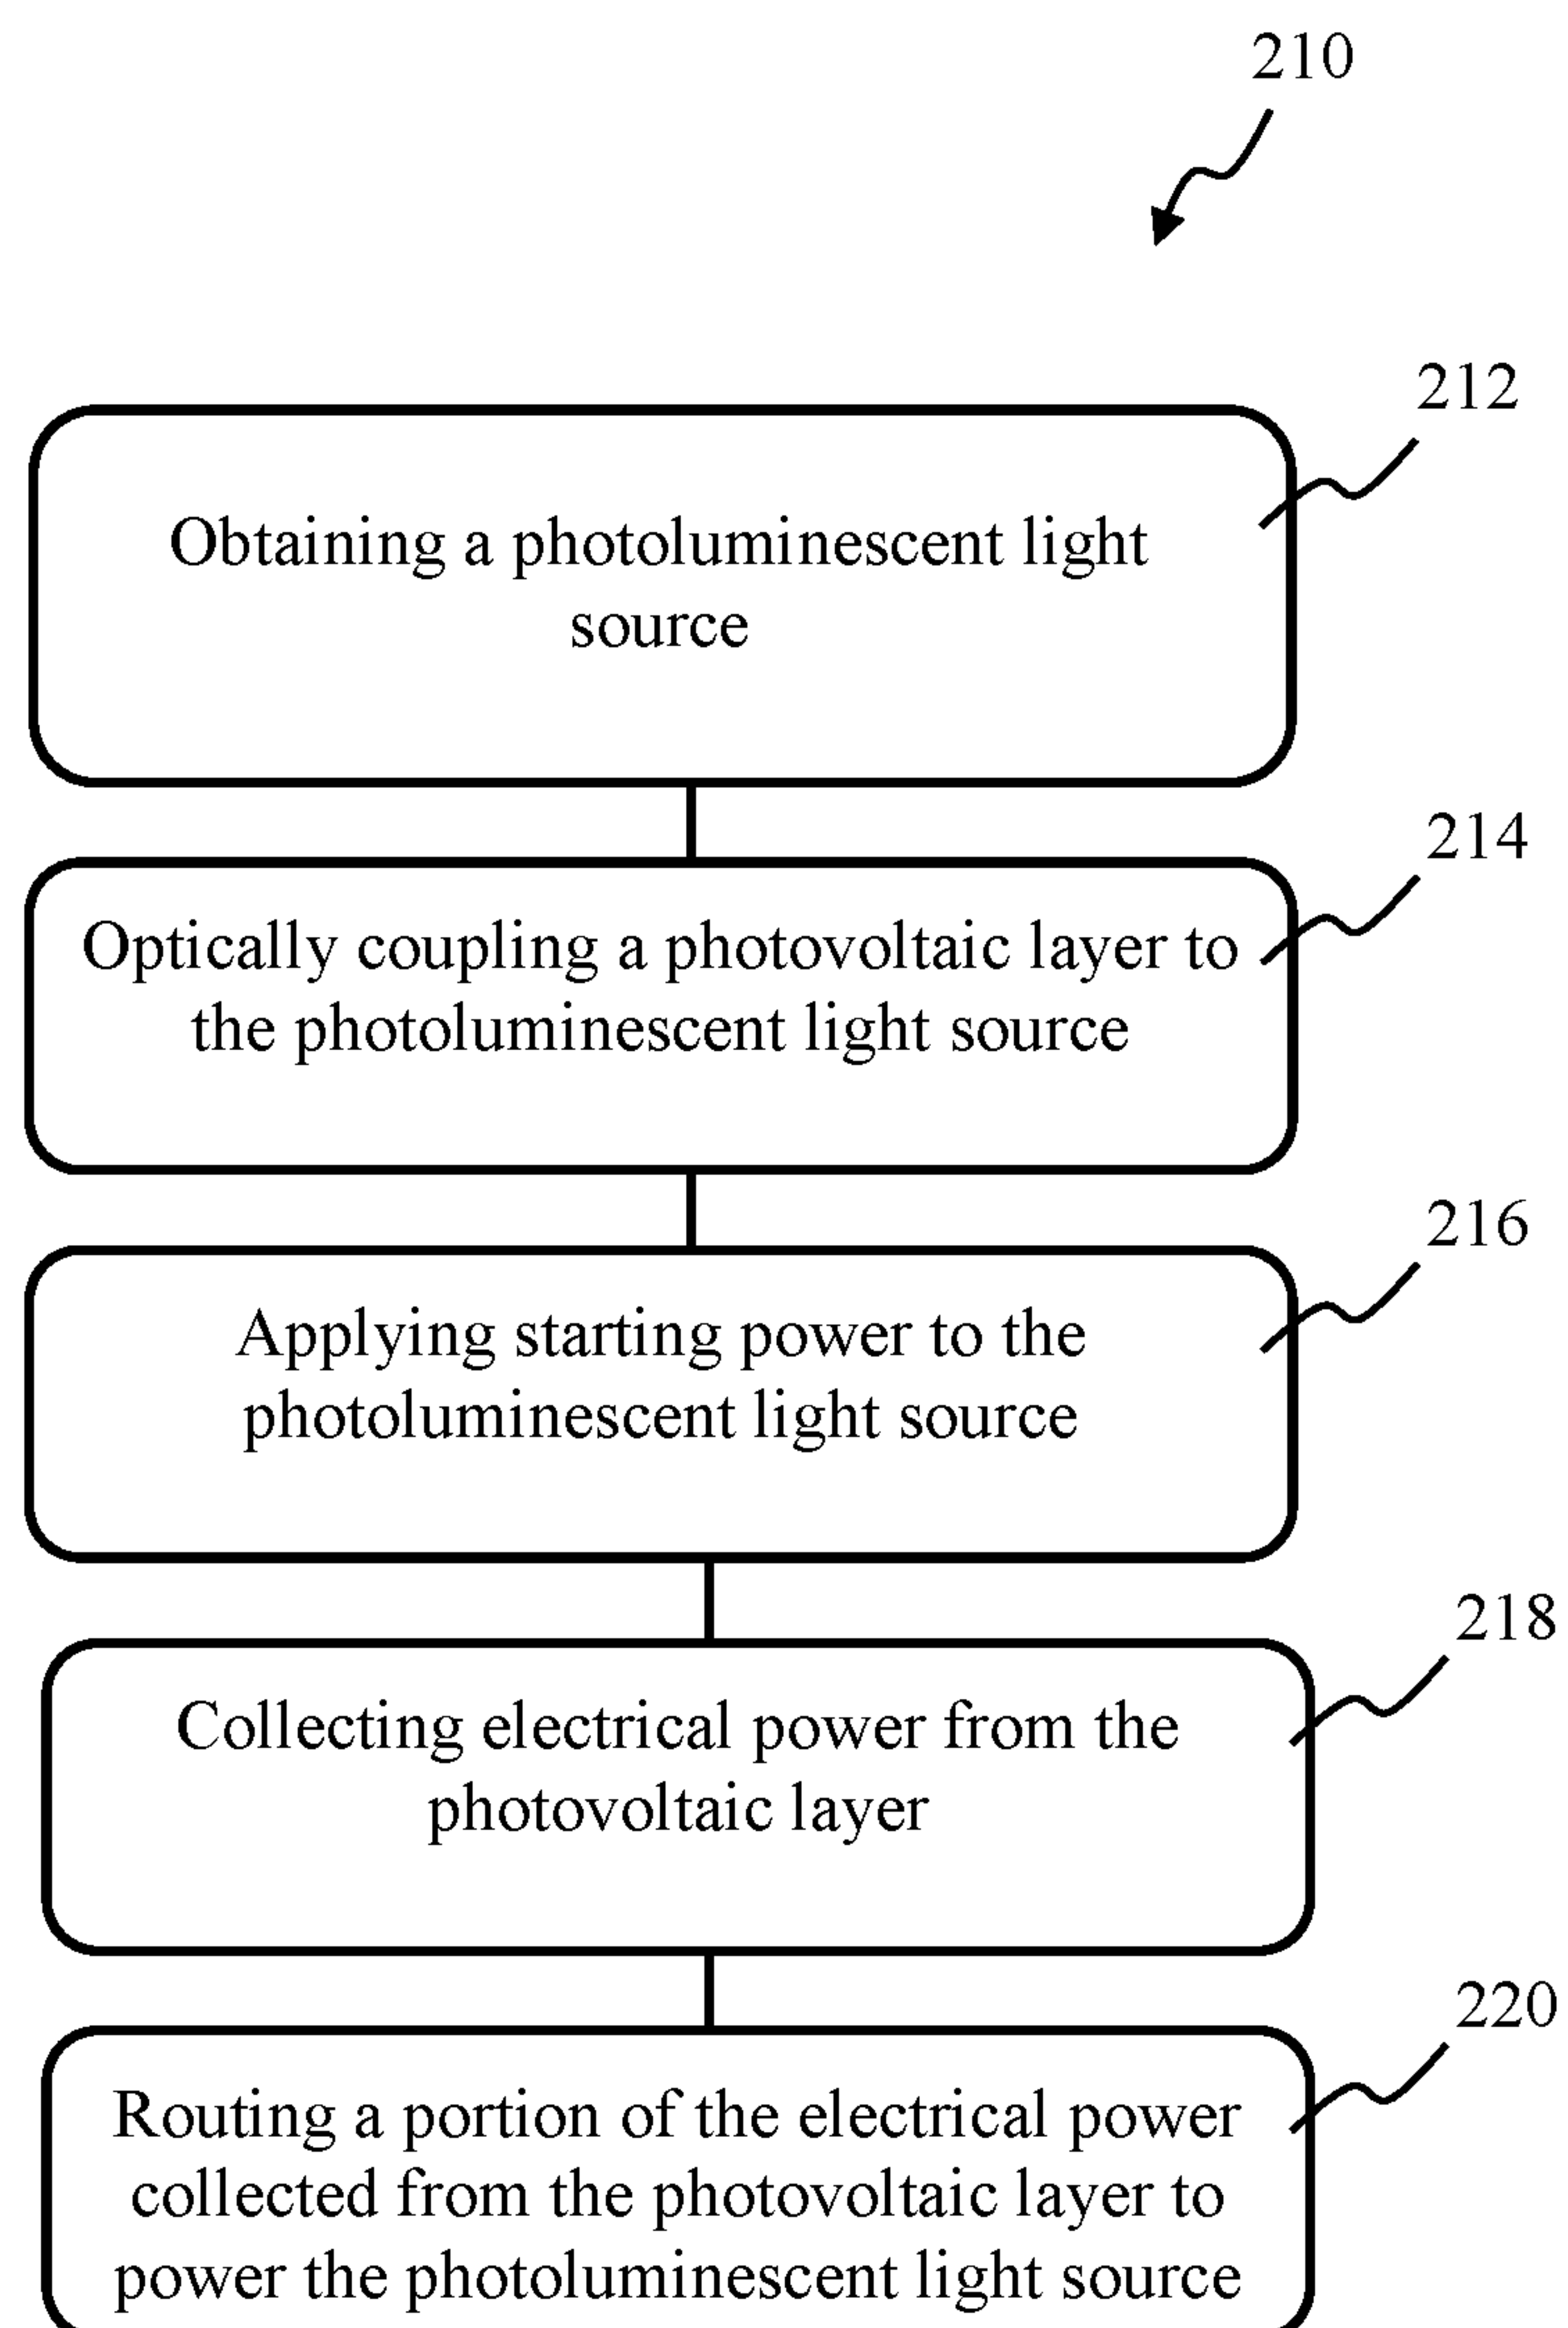 210
212
Obtaining a photoluminescent light
source
214
Optically coupling a photovoltaic layer to
the photoluminescent light source
216
Applying starting power to the
photoluminescent light source
218
Collecting electrical power from the
photovoltaic layer
220
Routing a portion of the electrical power
collected from the photovoltaic layer to
power the photoluminescent light source